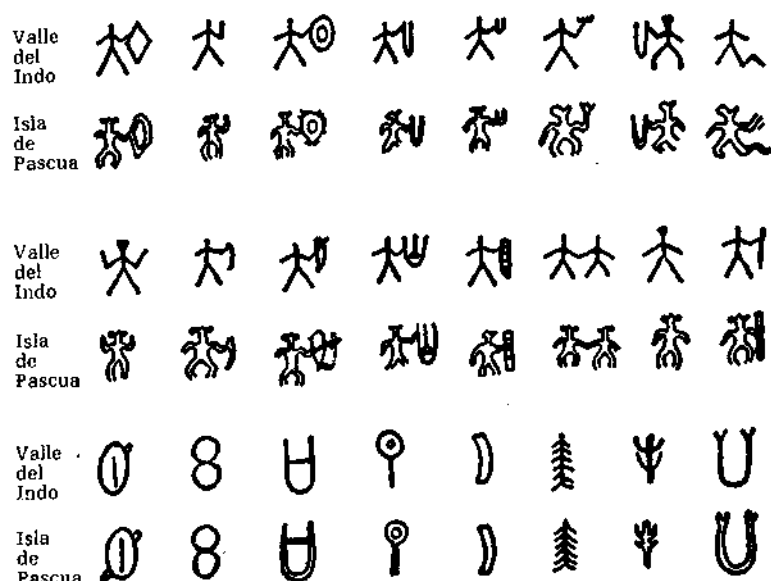 Valle
del
Indo
Isla
de
Pascua
Valle
del
Indo
Isla
de
Pascua
Valle
del
Indo
Isla
de
Pascua